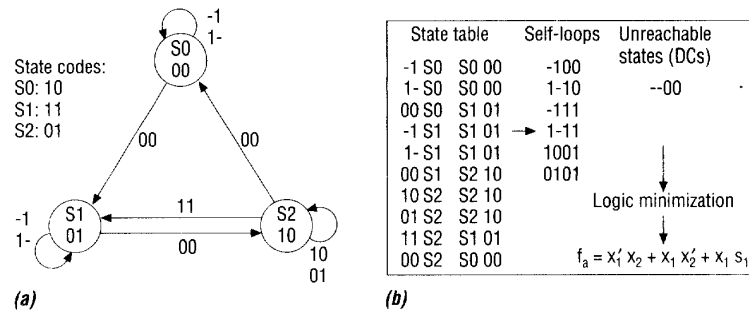 -1
1-
S0
00
State codes:
S0: 10
S1: 11
S2: 01
00
00
-1
1-
S1
01
11
00
S2
10
10
01
(a)
State table Self-loops Unreachable states (DCs)
-1 S0 S0 00 -100
1- S0 S0 00 1-10 --00
00 S0 S1 01 -111
-1 S1 S1 01 → 1-11
1- S1 S1 01 1001
00 S1 S2 10 0101
10 S2 S2 10 Logic minimization
01 S2 S2 10
11 S2 S1 01
00 S2 S0 00 fa = x1' x2 + x1 x2' + x1 s1
(b)